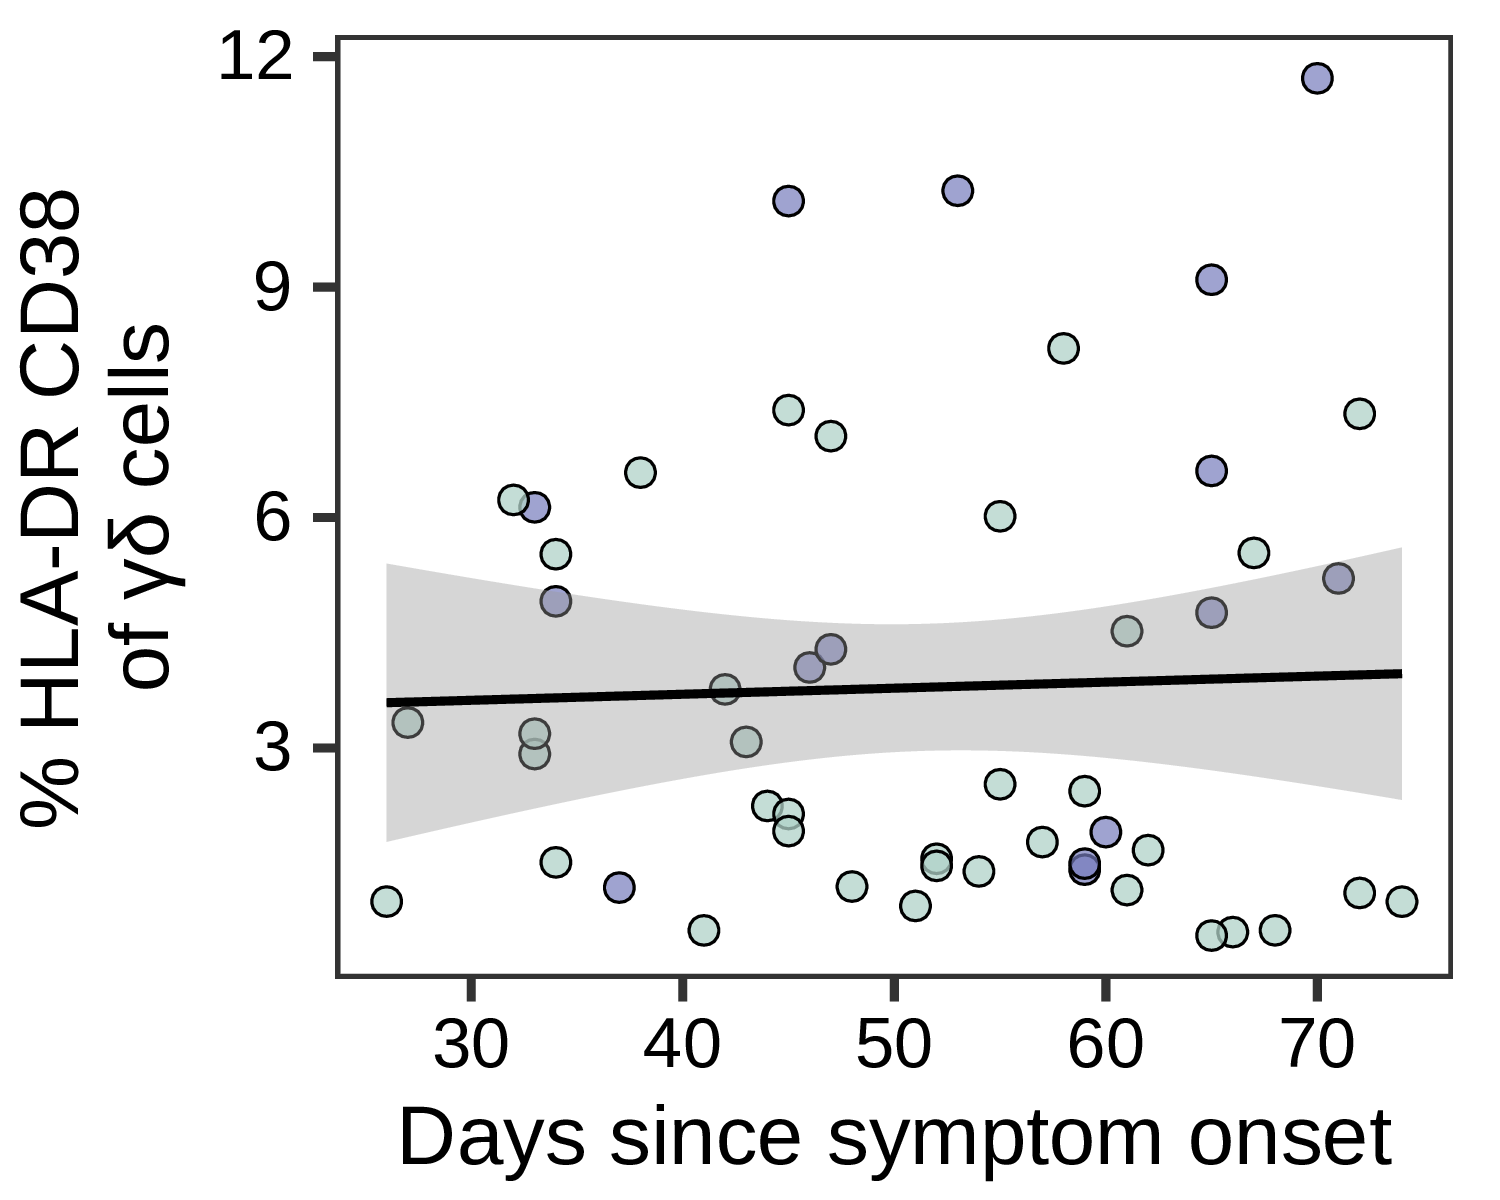 % HLA-DR CD38
of γδ cells
12
9
6
3
30 40 50 60 70
Days since symptom onset